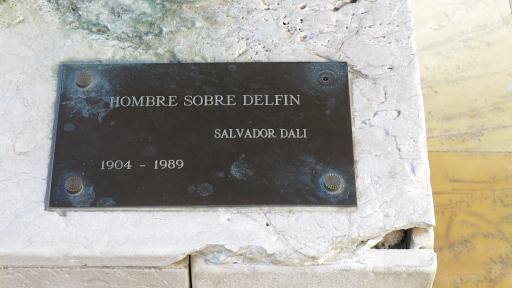 HOMBRE SOBRE DELFIN
SALVADOR DALI
1904 - 1989